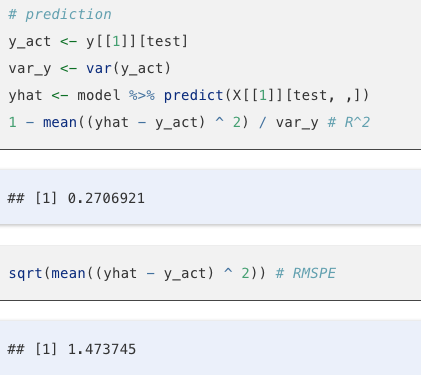 # prediction
y_act <- y[[1]][test]
var_y <- var(y_act)
yhat <- model %>% predict(X[[1]][test, ,])
1 - mean((yhat - y_act) ^ 2) / var_y # R^2
## [1] 0.2706921
sqrt(mean((yhat - y_act) ^ 2)) # RMSPE
## [1] 1.473745